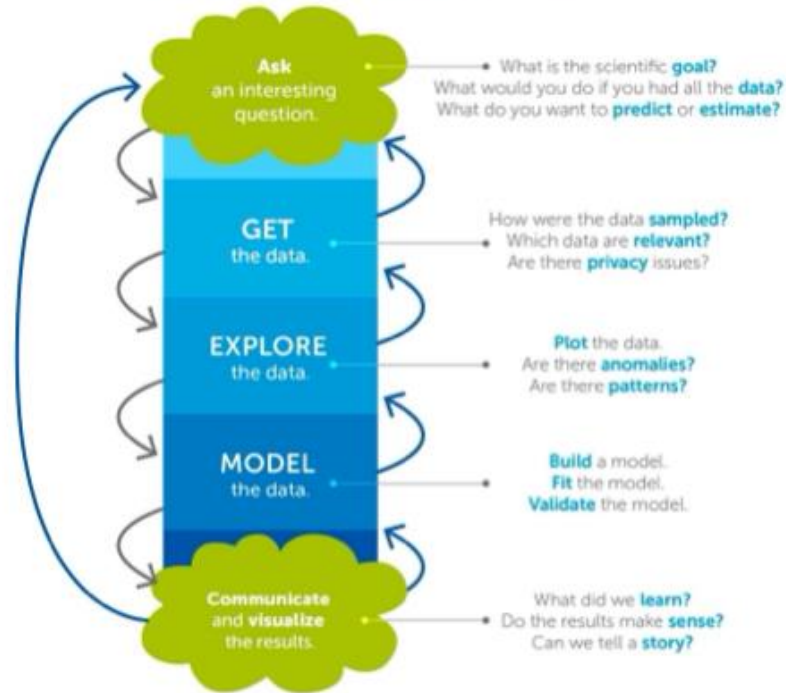 Ask
an interesting
question.
What is the scientific goal?
What would you do if you had all the data?
What do you want to predict or estimate?
GET
the data.
How were the data sampled?
Which data are relevant?
Are there privacy issues?
EXPLORE
the data.
Plot the data.
Are there anomalies?
Are there patterns?
MODEL
the data.
Build a model.
Fit the model.
Validate the model.
Communicate
and visualize
the results.
What did we learn?
Do the results make sense?
Can we tell a story?